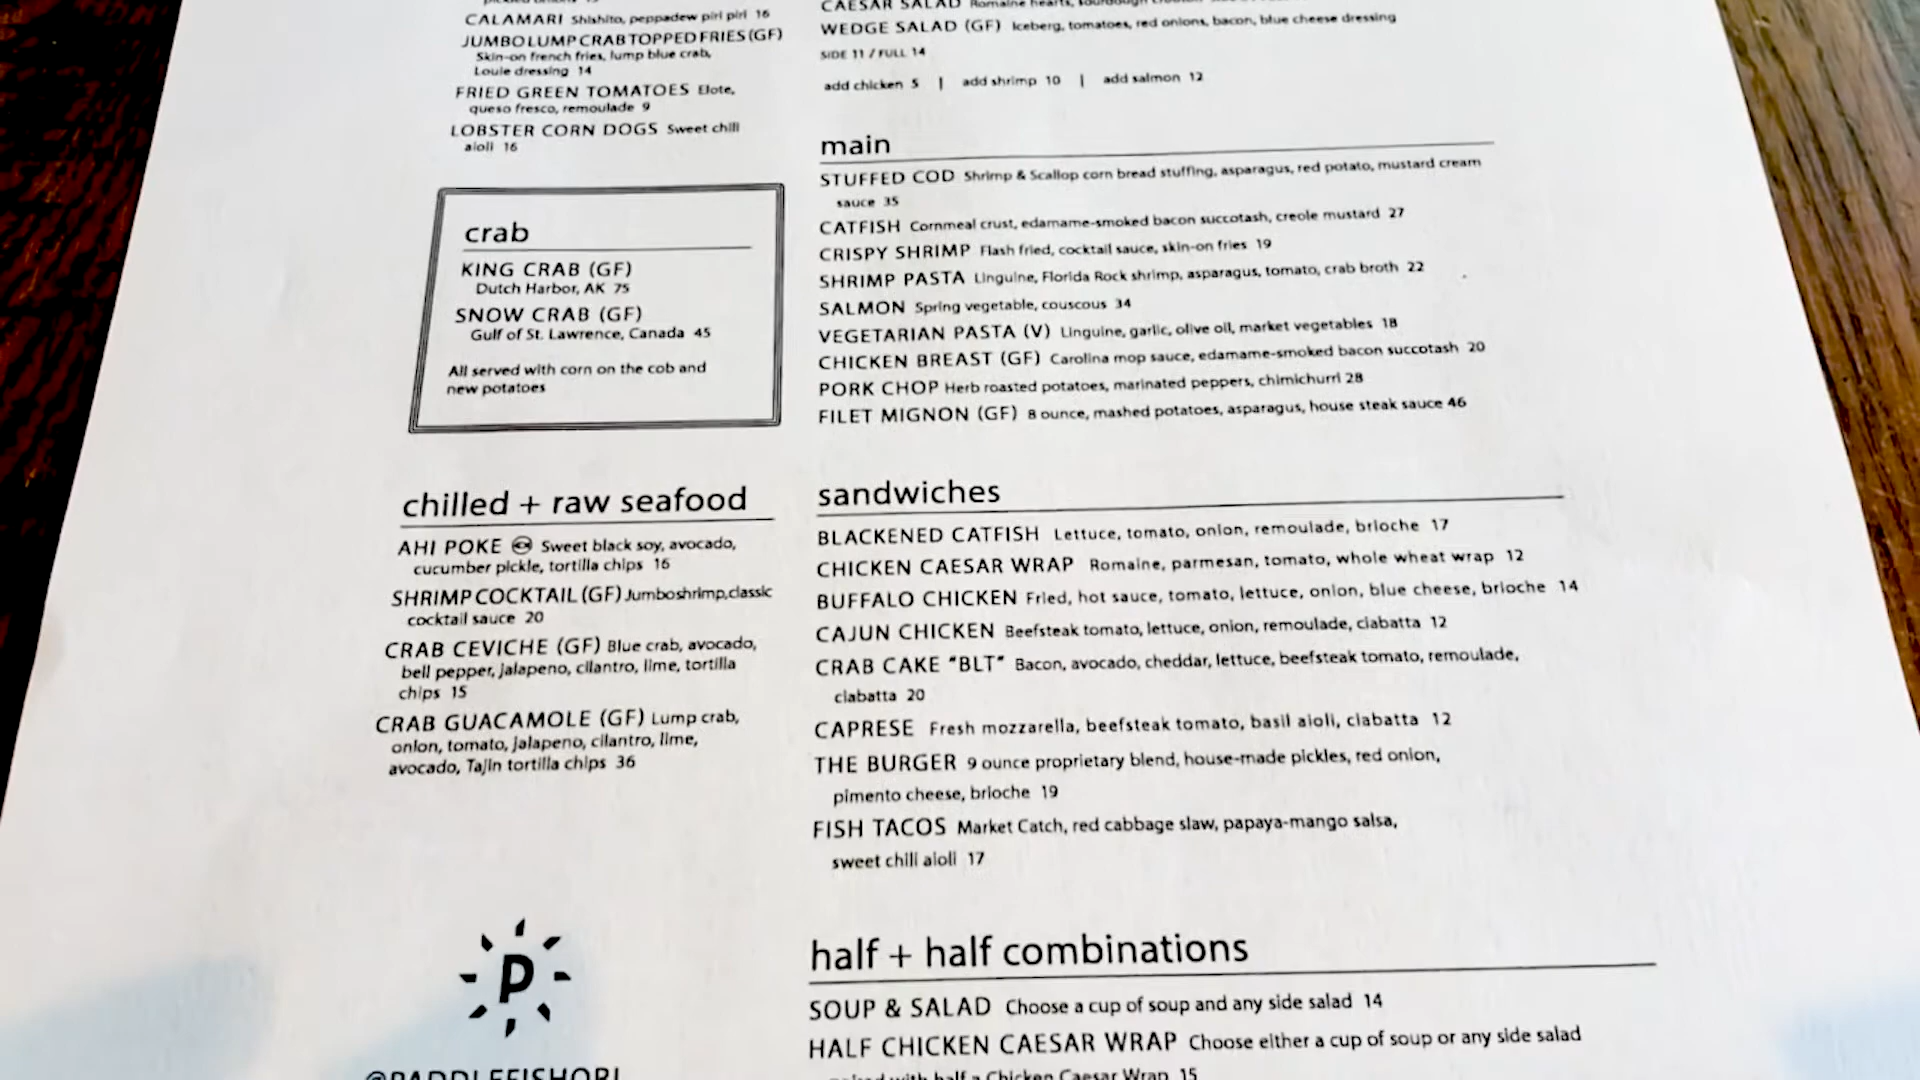 CALAMARI Shishito, peppadew piri piri 16
JUMBO LUMP CRAB TOPPED FRIES (GF)
Skin-on french fries, lump blue crab,
Louie dressing 14
FRIED GREEN TOMATOES Elote,
queso fresco, remoulade 9
LOBSTER CORN DOGS Sweet chili
aioli 16
crab
KING CRAB (GF)
Dutch Harbor, AK 75
SNOW CRAB (GF)
Gulf of St. Lawrence, Canada 45
All served with corn on the cob and
new potatoes
chilled + raw seafood
AHI POKE Sweet black soy, avocado,
cucumber pickle, tortilla chips 16
SHRIMP COCKTAIL (GF) Jumbo shrimp, classic
cocktail sauce 20
CRAB CEVICHE (GF) Blue crab, avocado,
bell pepper, jalapeno, cilantro, lime, tortilla
chips 15
CRAB GUACAMOLE (GF) Lump crab,
onion, tomato, jalapeno, cilantro, lime,
avocado, Tajin tortilla chips 36
P
@PADDLEFISHORL
CAESAR SALAD Romaine hearts, sourdough
WEDGE SALAD (GF) Iceberg, tomatoes, red onions, bacon, blue cheese dressing
SIDE 11 / FULL 14
add chicken 5 | add shrimp 10 | add salmon 12
main
STUFFED COD Shrimp & Scallop corn bread stuffing, asparagus, red potato, mustard cream
sauce 35
CATFISH Cornmeal crust, edamame-smoked bacon succotash, creole mustard 27
CRISPY SHRIMP Flash fried, cocktail sauce, skin-on fries 19
SHRIMP PASTA Linguine, Florida Rock shrimp, asparagus, tomato, crab broth 22
SALMON Spring vegetable, couscous 34
VEGETARIAN PASTA (V) Linguine, garlic, olive oil, market vegetables 18
CHICKEN BREAST (GF) Carolina mop sauce, edamame-smoked bacon succotash 20
PORK CHOP Herb roasted potatoes, marinated peppers, chimichurri 28
FILET MIGNON (GF) 8 ounce, mashed potatoes, asparagus, house steak sauce 46
sandwiches
BLACKENED CATFISH Lettuce, tomato, onion, remoulade, brioche 17
CHICKEN CAESAR WRAP Romaine, parmesan, tomato, whole wheat wrap 12
BUFFALO CHICKEN Fried, hot sauce, tomato, lettuce, onion, blue cheese, brioche 14
CAJUN CHICKEN Beefsteak tomato, lettuce, onion, remoulade, ciabatta 12
CRAB CAKE "BLT" Bacon, avocado, cheddar, lettuce, beefsteak tomato, remoulade,
ciabatta 20
CAPRESE Fresh mozzarella, beefsteak tomato, basil aioli, ciabatta 12
THE BURGER 9 ounce proprietary blend, house-made pickles, red onion,
pimento cheese, brioche 19
FISH TACOS Market Catch, red cabbage slaw, papaya-mango salsa,
sweet chili aioli 17
half + half combinations
SOUP & SALAD Choose a cup of soup and any side salad 14
HALF CHICKEN CAESAR WRAP Choose either a cup of soup or any side salad
paired with half a Chicken Caesar Wrap 15